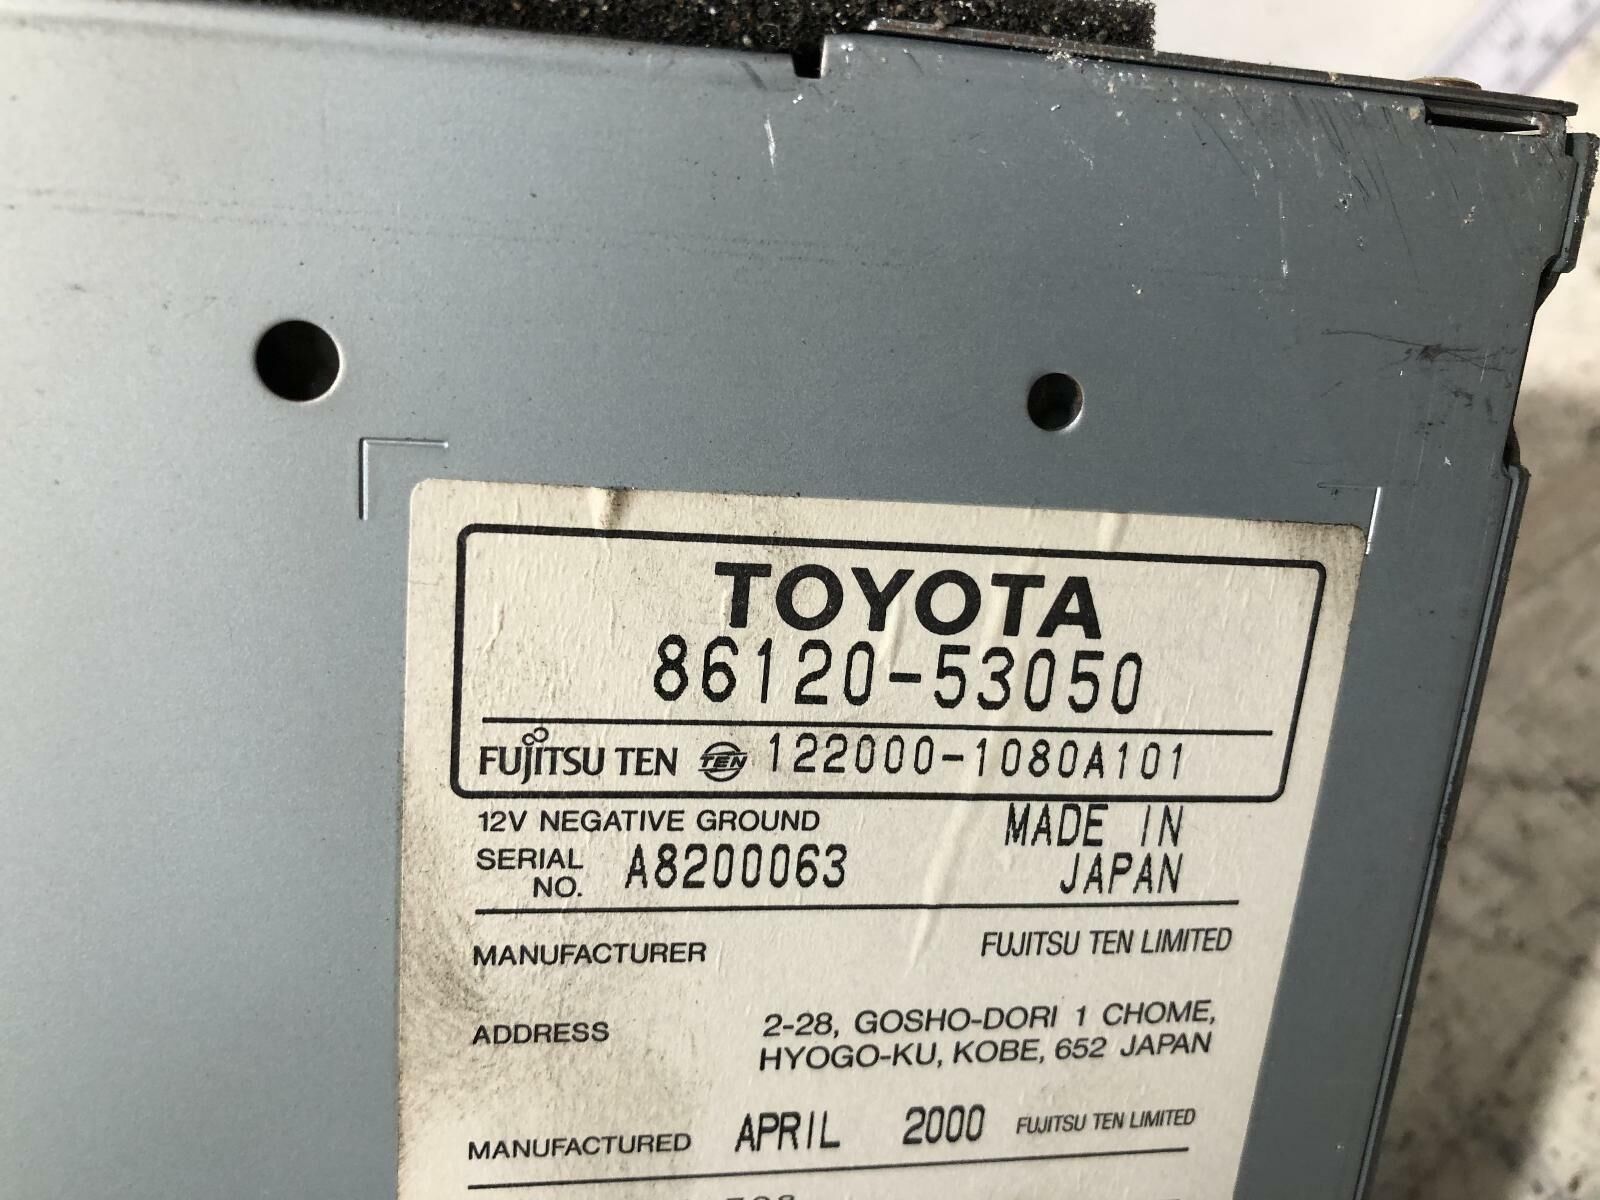 TOYOTA
86120-53050
FUJITSU TEN TEN 122000-1080A101
12V NEGATIVE GROUND MADE IN
SERIAL NO. A8200063 JAPAN
MANUFACTURER FUJITSU TEN LIMITED
ADDRESS 2-28, GOSHO-DORI 1 CHOME,
HYOGO-KU, KOBE, 652 JAPAN
MANUFACTURED APRIL 2000 FUJITSU TEN LIMITED